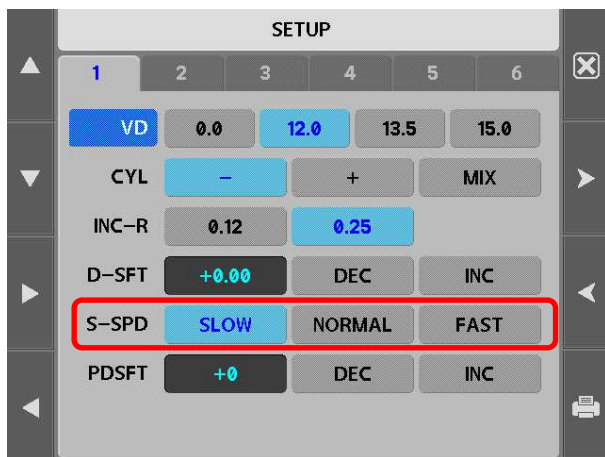 SETUP
1 2 3 4 5 6
VD 0.0 12.0 13.5 15.0
CYL − + MIX
INC−R 0.12 0.25
D−SFT +0.00 DEC INC
S−SPD SLOW NORMAL FAST
PDSFT +0 DEC INC